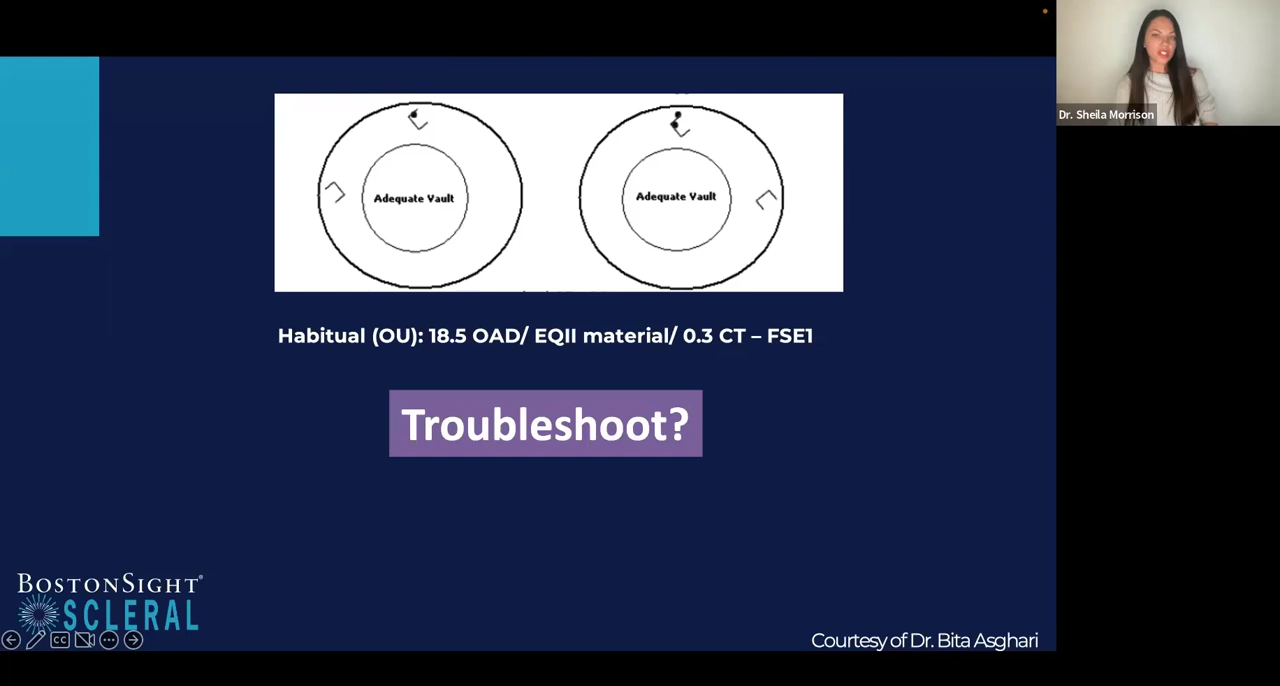 Dr. Sheila Morrison
Adequate Vault
Adequate Vault
Habitual (OU): 18.5 OAD/ EQII material/ 0.3 CT – FSE1
Troubleshoot?
BOSTONSIGHT®
SCLERAL
CC
Courtesy of Dr. Bita Asghari